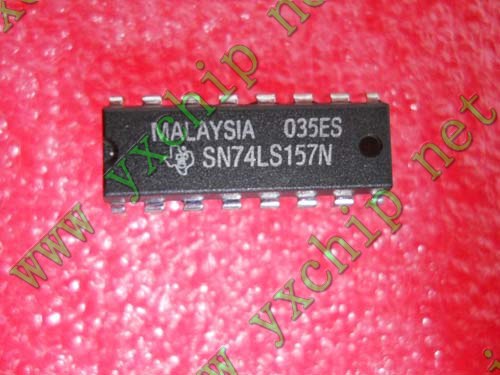 www yxchip net
MALAYSIA 035ES
SN74LS157N
www yxchip net